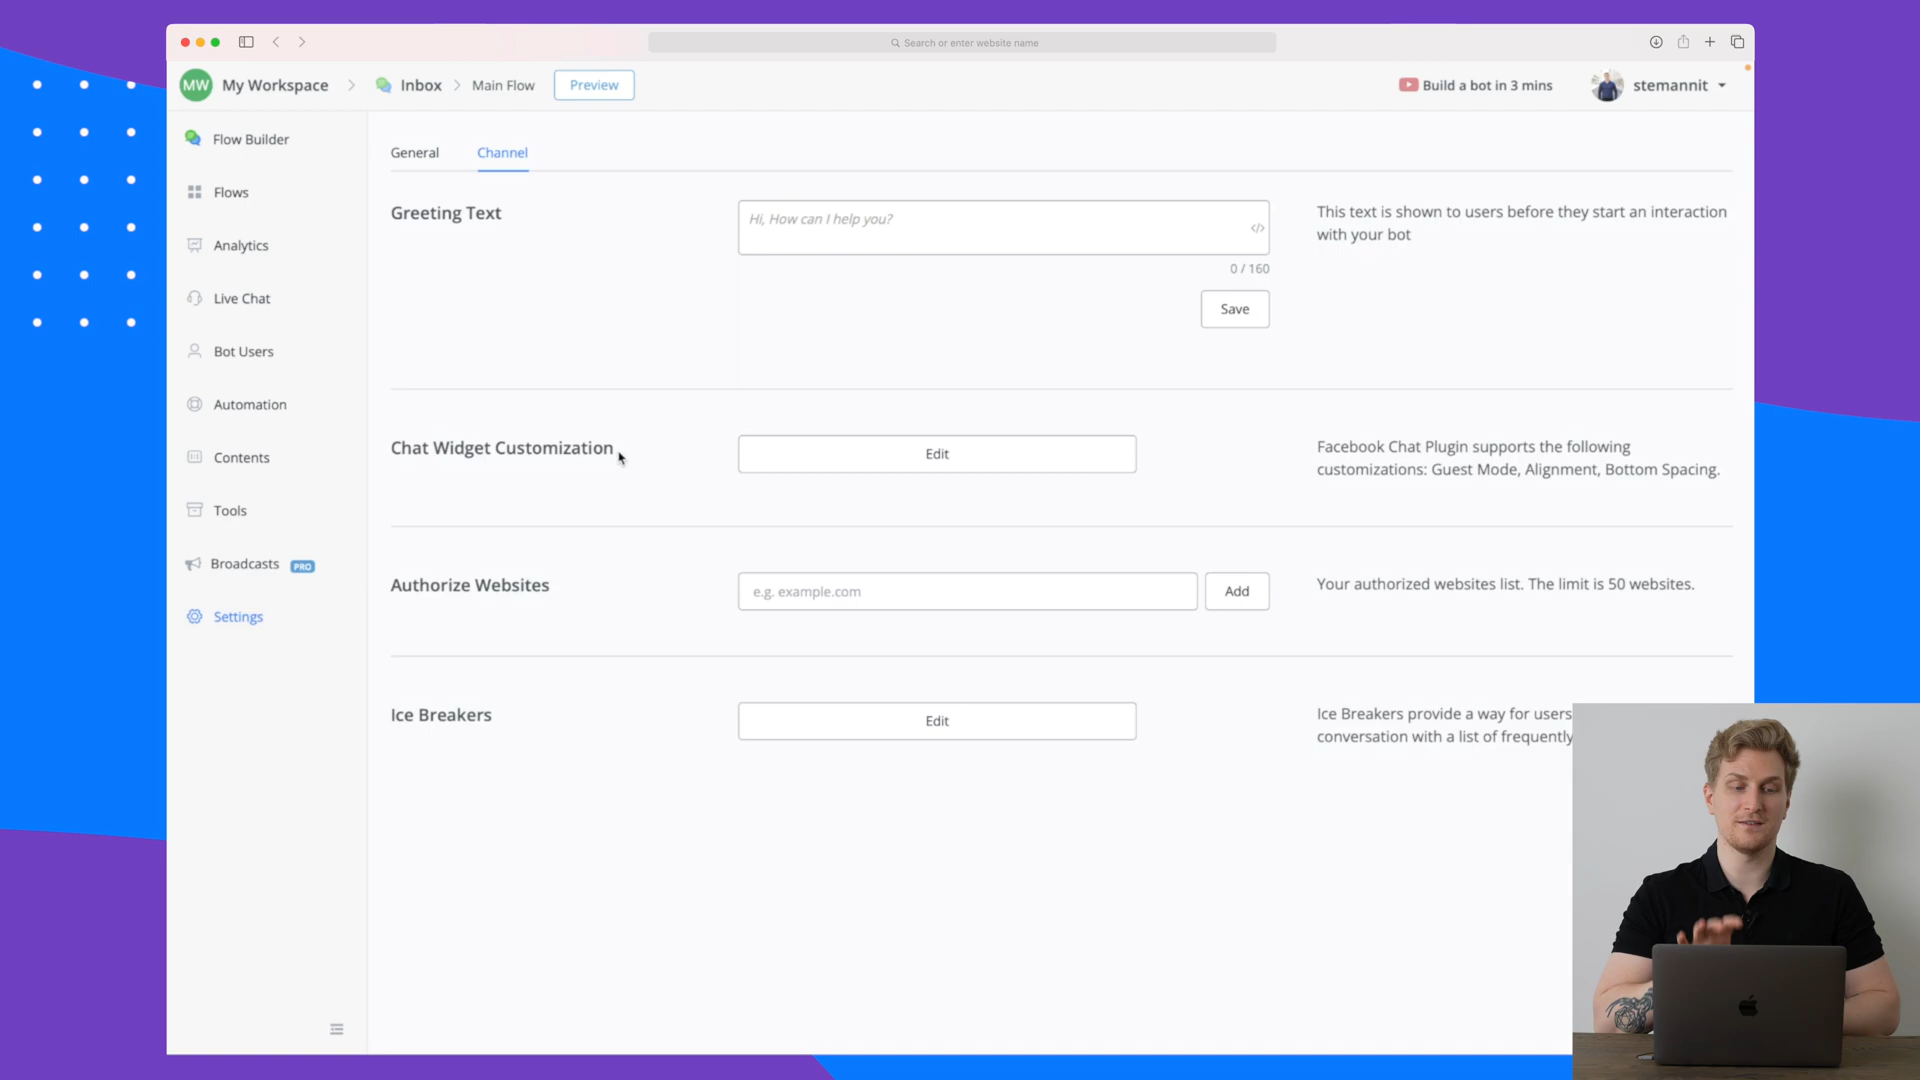 Search or enter website name
MW My Workspace > Inbox > Main Flow Preview
Build a bot in 3 mins stemannit
Flow Builder
Flows
Analytics
Live Chat
Bot Users
Automation
Contents
Tools
Broadcasts PRO
Settings
General Channel
Greeting Text
Hi, How can I help you?
</>
0 / 160
Save
This text is shown to users before they start an interaction
with your bot
Chat Widget Customization
Edit
Facebook Chat Plugin supports the following
customizations: Guest Mode, Alignment, Bottom Spacing.
Authorize Websites
e.g. example.com
Add
Your authorized websites list. The limit is 50 websites.
Ice Breakers
Edit
Ice Breakers provide a way for users
conversation with a list of frequently